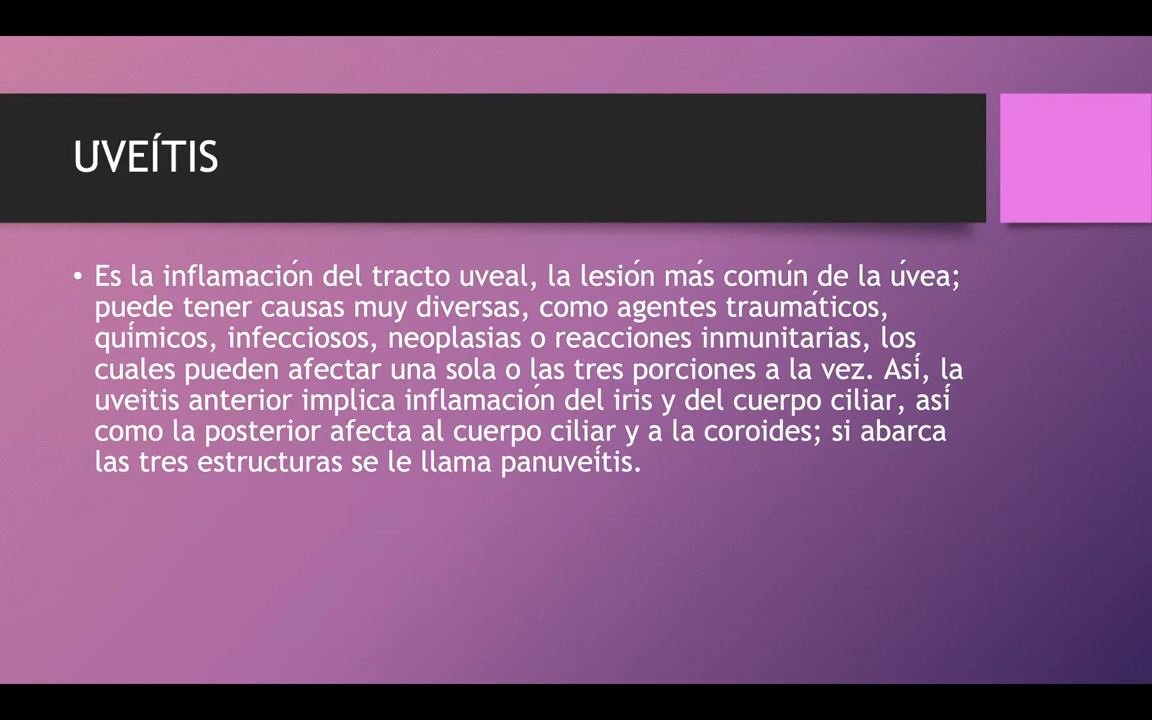 UVEÍTIS
• Es la inflamación del tracto uveal, la lesión más común de la úvea;
puede tener causas muy diversas, como agentes traumáticos,
químicos, infecciosos, neoplasias o reacciones inmunitarias, los
cuales pueden afectar una sola o las tres porciones a la vez. Así, la
uveitis anterior implica inflamación del iris y del cuerpo ciliar, así
como la posterior afecta al cuerpo ciliar y a la coroides; si abarca
las tres estructuras se le llama panuveítis.